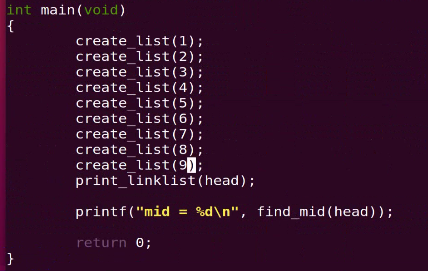 int main(void)
{
create_list(1);
create_list(2);
create_list(3);
create_list(4);
create_list(5);
create_list(6);
create_list(7);
create_list(8);
create_list(9);
print_linklist(head);
printf("mid = %d\n", find_mid(head));
return 0;
}